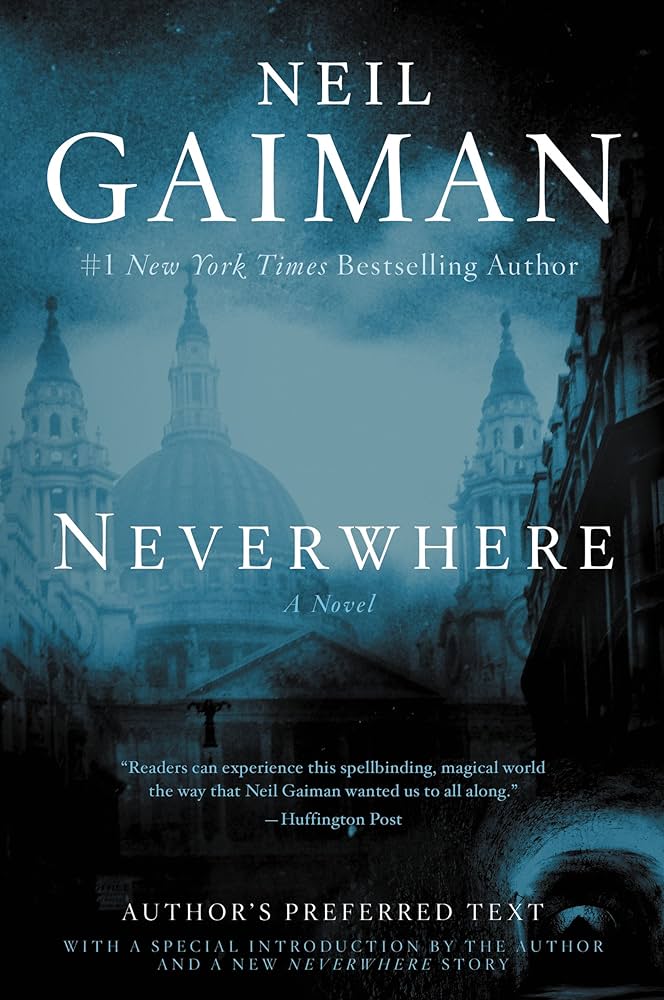 NEIL
GAIMAN
#1 New York Times Bestselling Author
NEVERWHERE
A Novel
“Readers can experience this spellbinding, magical world
the way that Neil Gaiman wanted us to all along.”
—Huffington Post
OFFICE
AUTHOR’S PREFERRED TEXT
WITH A SPECIAL INTRODUCTION BY THE AUTHOR
AND A NEW NEVERWHERE STORY